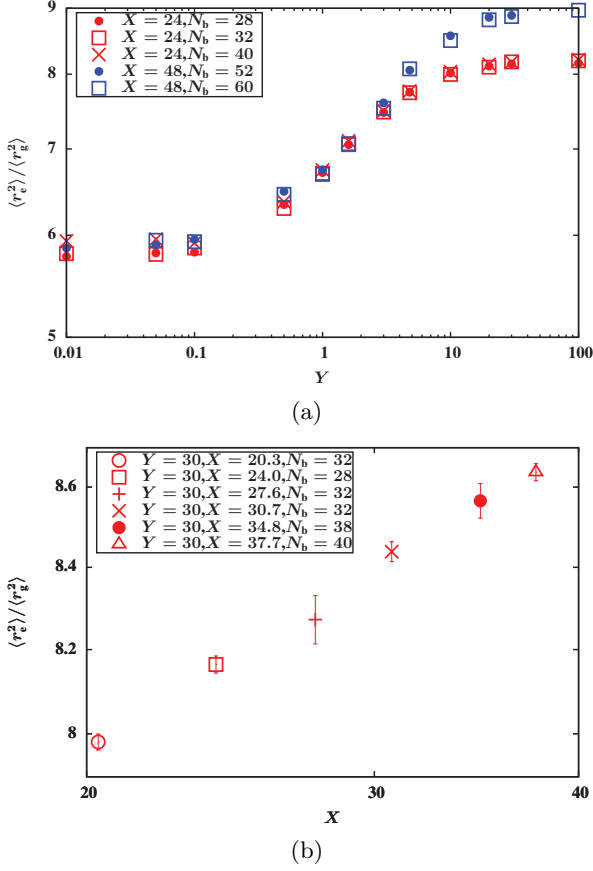 9
8
7
6
5
⟨r_e^2⟩/⟨r_g^2⟩
X = 24,N_b = 28
X = 24,N_b = 32
X = 24,N_b = 40
X = 48,N_b = 52
X = 48,N_b = 60
0.01 0.1 1 10 100
Y
(a)
8.6
8.4
8.2
8
⟨r_e^2⟩/⟨r_g^2⟩
Y = 30,X = 20.3,N_b = 32
Y = 30,X = 24.0,N_b = 28
Y = 30,X = 27.6,N_b = 32
Y = 30,X = 30.7,N_b = 32
Y = 30,X = 34.8,N_b = 38
Y = 30,X = 37.7,N_b = 40
20 30 40
X
(b)